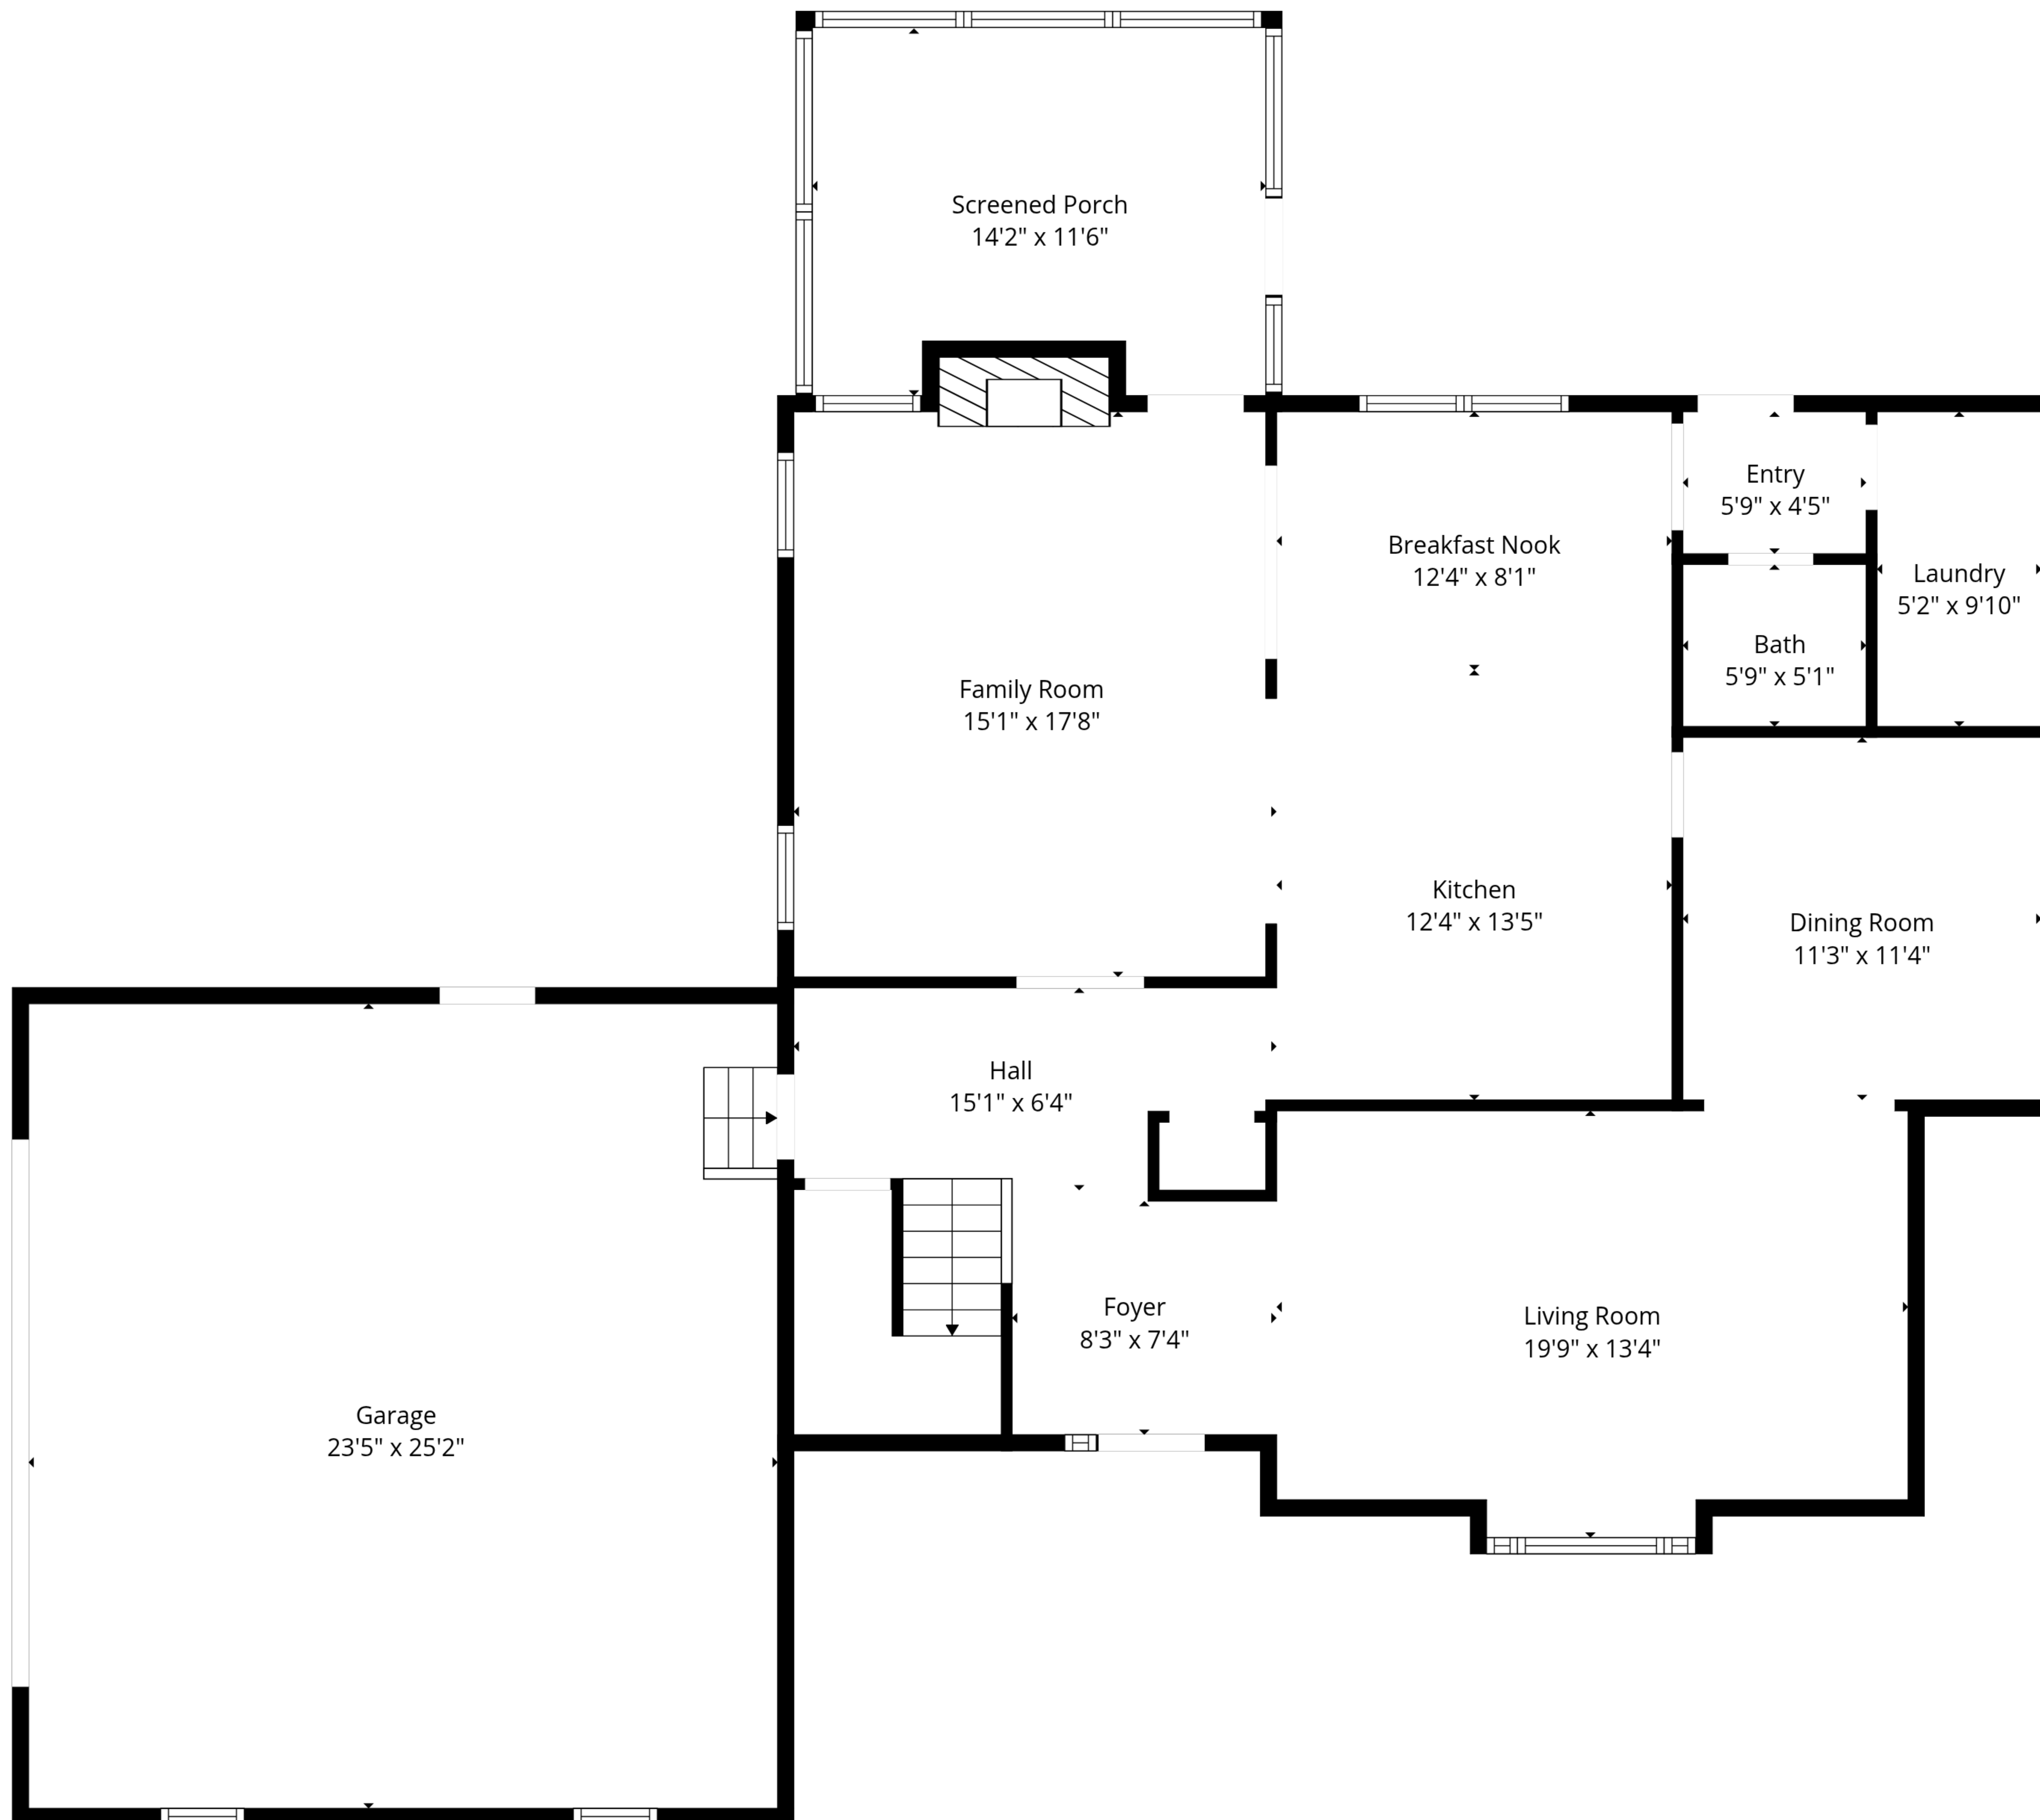 Screened Porch
14'2" x 11'6"
Entry
5'9" x 4'5"
Breakfast Nook
12'4" x 8'1"
Laundry
5'2" x 9'10"
Bath
5'9" x 5'1"
Family Room
15'1" x 17'8"
Kitchen
12'4" x 13'5"
Dining Room
11'3" x 11'4"
Hall
15'1" x 6'4"
Foyer
8'3" x 7'4"
Living Room
19'9" x 13'4"
Garage
23'5" x 25'2"